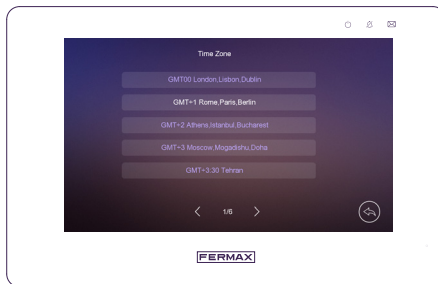 Time Zone
GMT00 London,Lisbon,Dublin
GMT+1 Rome,Paris,Berlin
GMT+2 Athens,Istanbul,Bucharest
GMT+3 Moscow,Mogadishu,Doha
GMT+3:30 Tehran
1/6
FERMAX